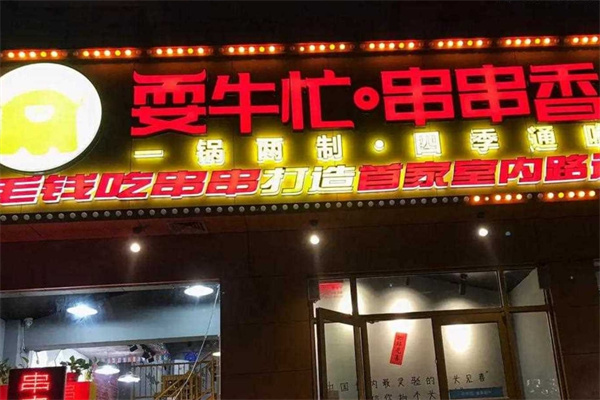 耍牛忙·串串香
一锅两制·四季通吃
毛钱吃串串打造首家室内路边
串